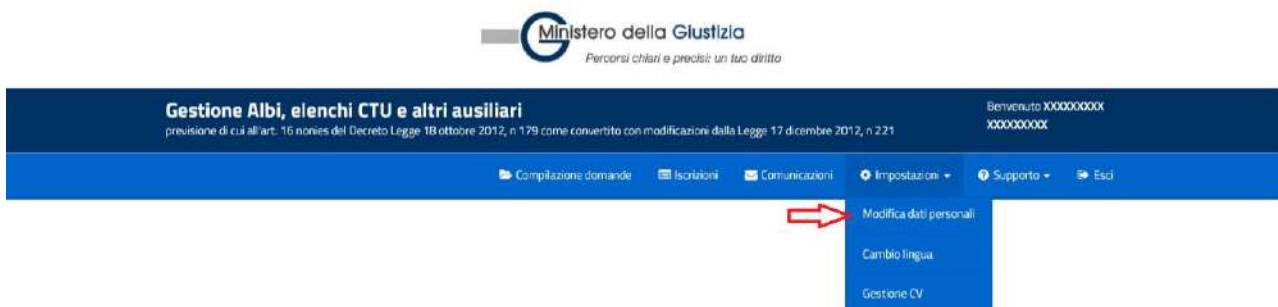 Ministero della Giustizia
Percorsi chiari e precisi: un tuo diritto
Gestione Albi, elenchi CTU e altri ausiliari
previsione di cui all'art. 16 nonies del Decreto Legge 18 ottobre 2012, n 179 come convertito con modificazioni dalla Legge 17 dicembre 2012, n 221
Benvenuto XXXXXXXXX
XXXXXXXXX
Compilazione domande Iscrizioni Comunicazioni Impostazioni Supporto Esci
Modifica dati personali
Cambio lingua
Gestione CV